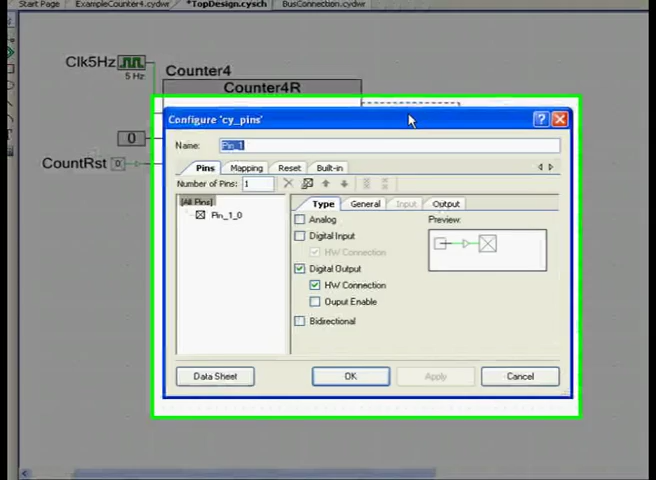 Start Page ExampleCounter4.cydwr *TopDesign.cysch BusConnection.cydwr
Clk5Hz
5 Hz
Counter4
Counter4R
0
CountRst 0
Configure 'cy_pins'
Name: Pin_1
Pins Mapping Reset Built-in
Number of Pins: 1
[All Pins]
Pin_1_0
Type General Input Output
Analog
Preview:
Digital Input
HW Connection
Digital Output
HW Connection
Ouput Enable
Bidirectional
Data Sheet OK Apply Cancel